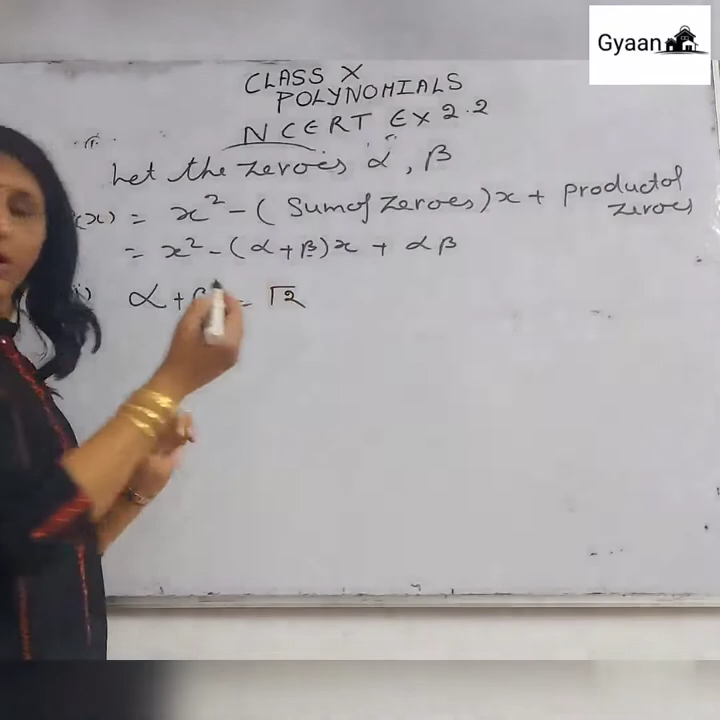 Gyaan
CLASS X
POLYNOMIALS
NCERT EX 2.2
Let the zeroes α, β
(x) = x² - (Sum of zeroes)x + product of zeroes
= x² - (α+β)x + αβ
i) α + β = √2